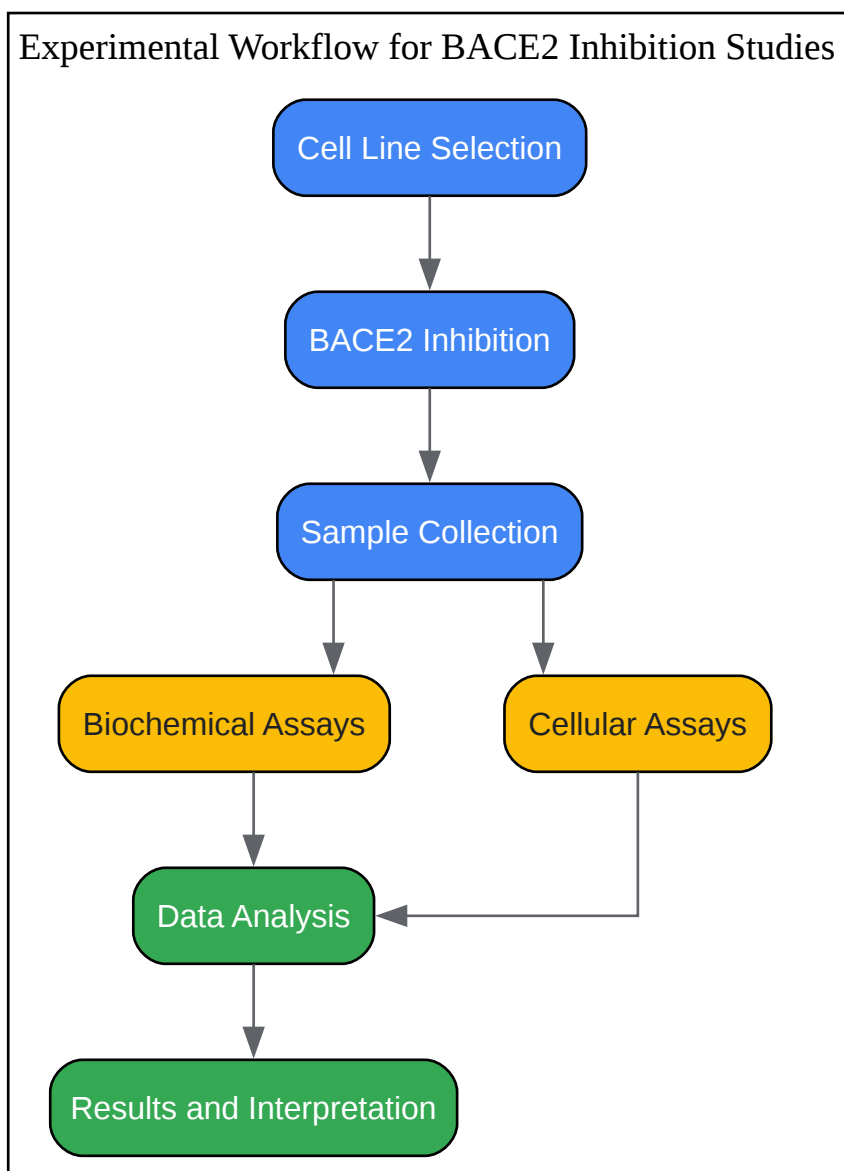 Experimental Workflow for BACE2 Inhibition Studies
Cell Line Selection
BACE2 Inhibition
Sample Collection
Biochemical Assays
Cellular Assays
Data Analysis
Results and Interpretation